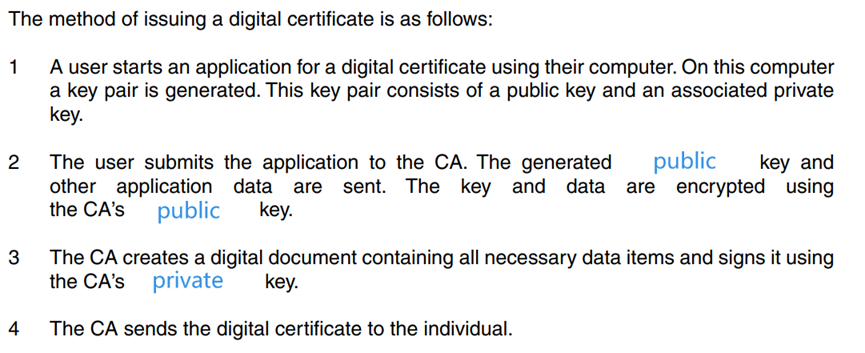 The method of issuing a digital certificate is as follows:
1 A user starts an application for a digital certificate using their computer. On this computer
a key pair is generated. This key pair consists of a public key and an associated private
key.
2 The user submits the application to the CA. The generated public key and
other application data are sent. The key and data are encrypted using
the CA's public key.
3 The CA creates a digital document containing all necessary data items and signs it using
the CA's private key.
4 The CA sends the digital certificate to the individual.